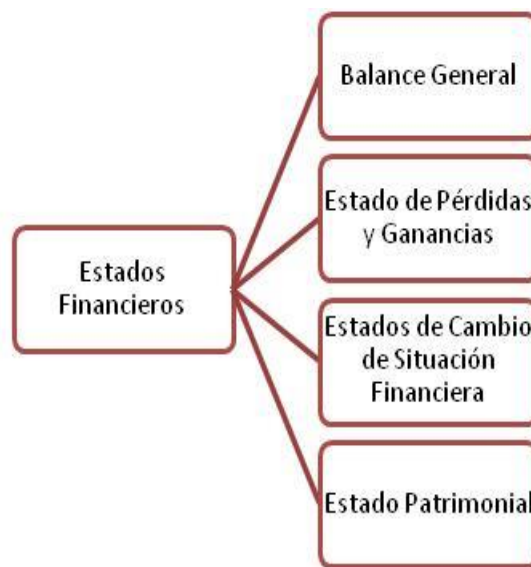 Balance General
Estado de Pérdidas
y Ganancias
Estados
Financieros
Estados de Cambio
de Situación
Financiera
Estado Patrimonial